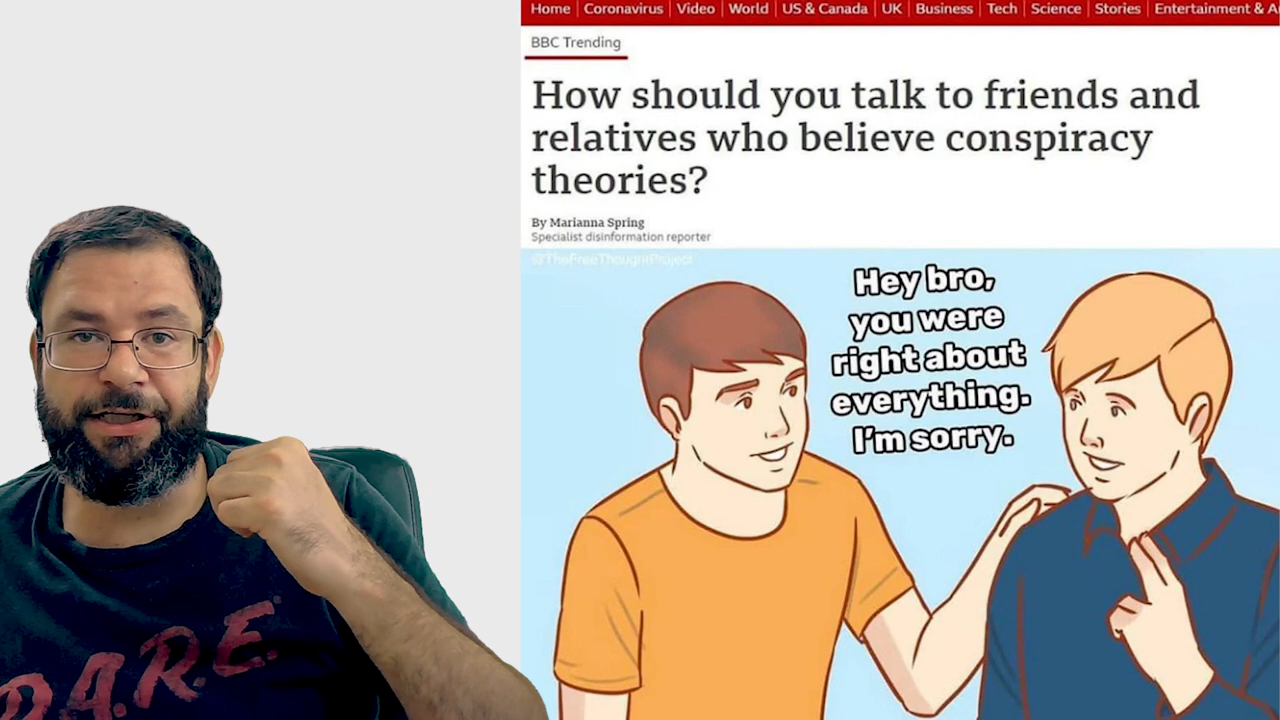 Home Coronavirus Video World US & Canada UK Business Tech Science Stories Entertainment &
BBC Trending
How should you talk to friends and
relatives who believe conspiracy
theories?
By Marianna Spring
Specialist disinformation reporter
@TheFreeThoughtProject
Hey bro,
you were
right about
everything.
I'm sorry.
D.A.R.E.